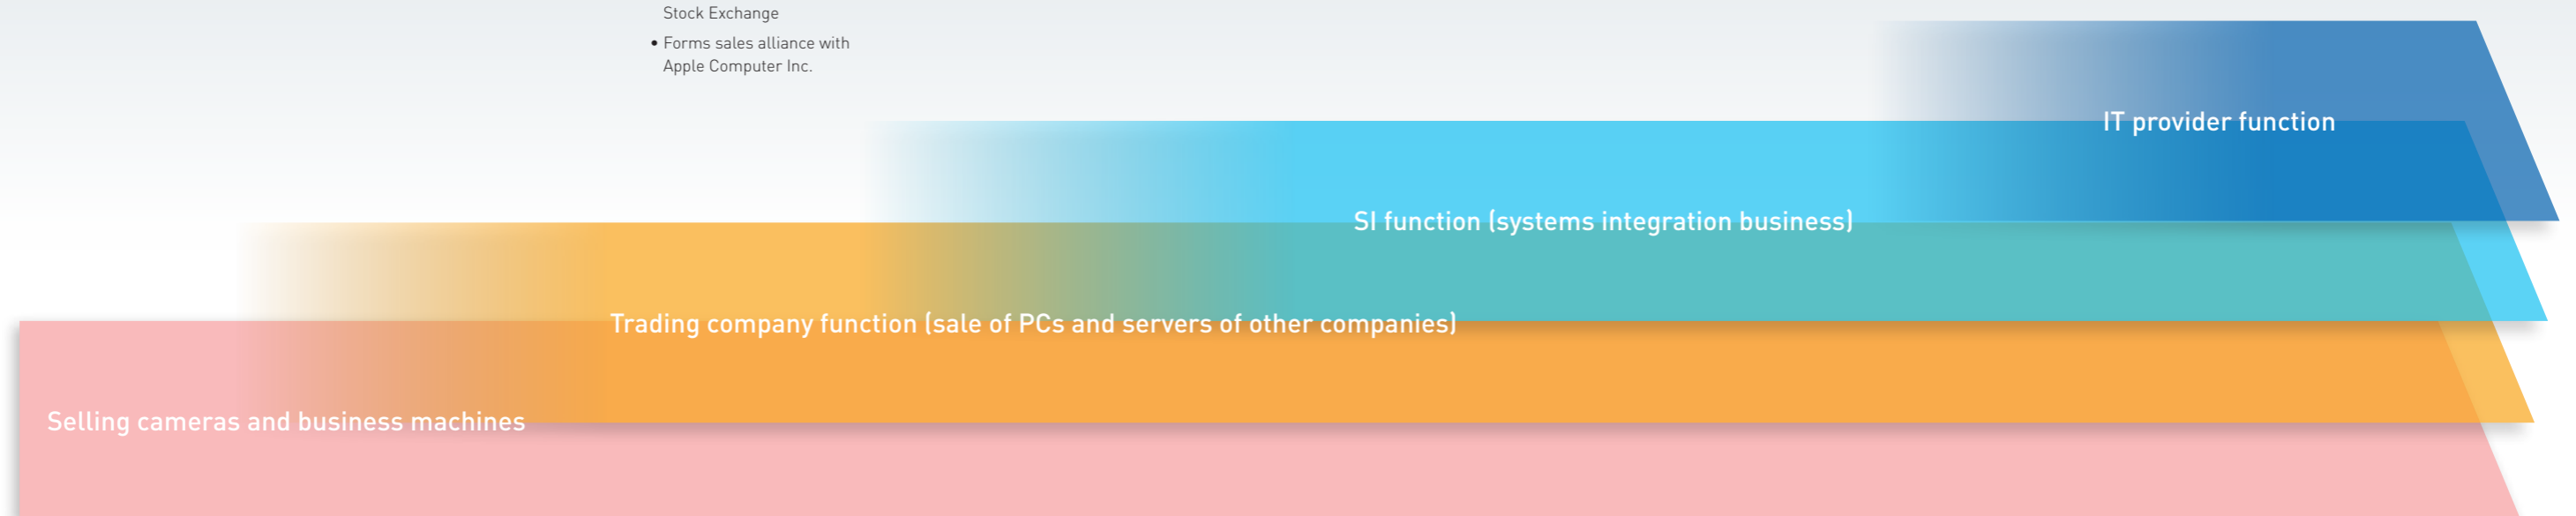 Stock Exchange
• Forms sales alliance with
Apple Computer Inc.
IT provider function
SI function (systems integration business)
Trading company function (sale of PCs and servers of other companies)
Selling cameras and business machines